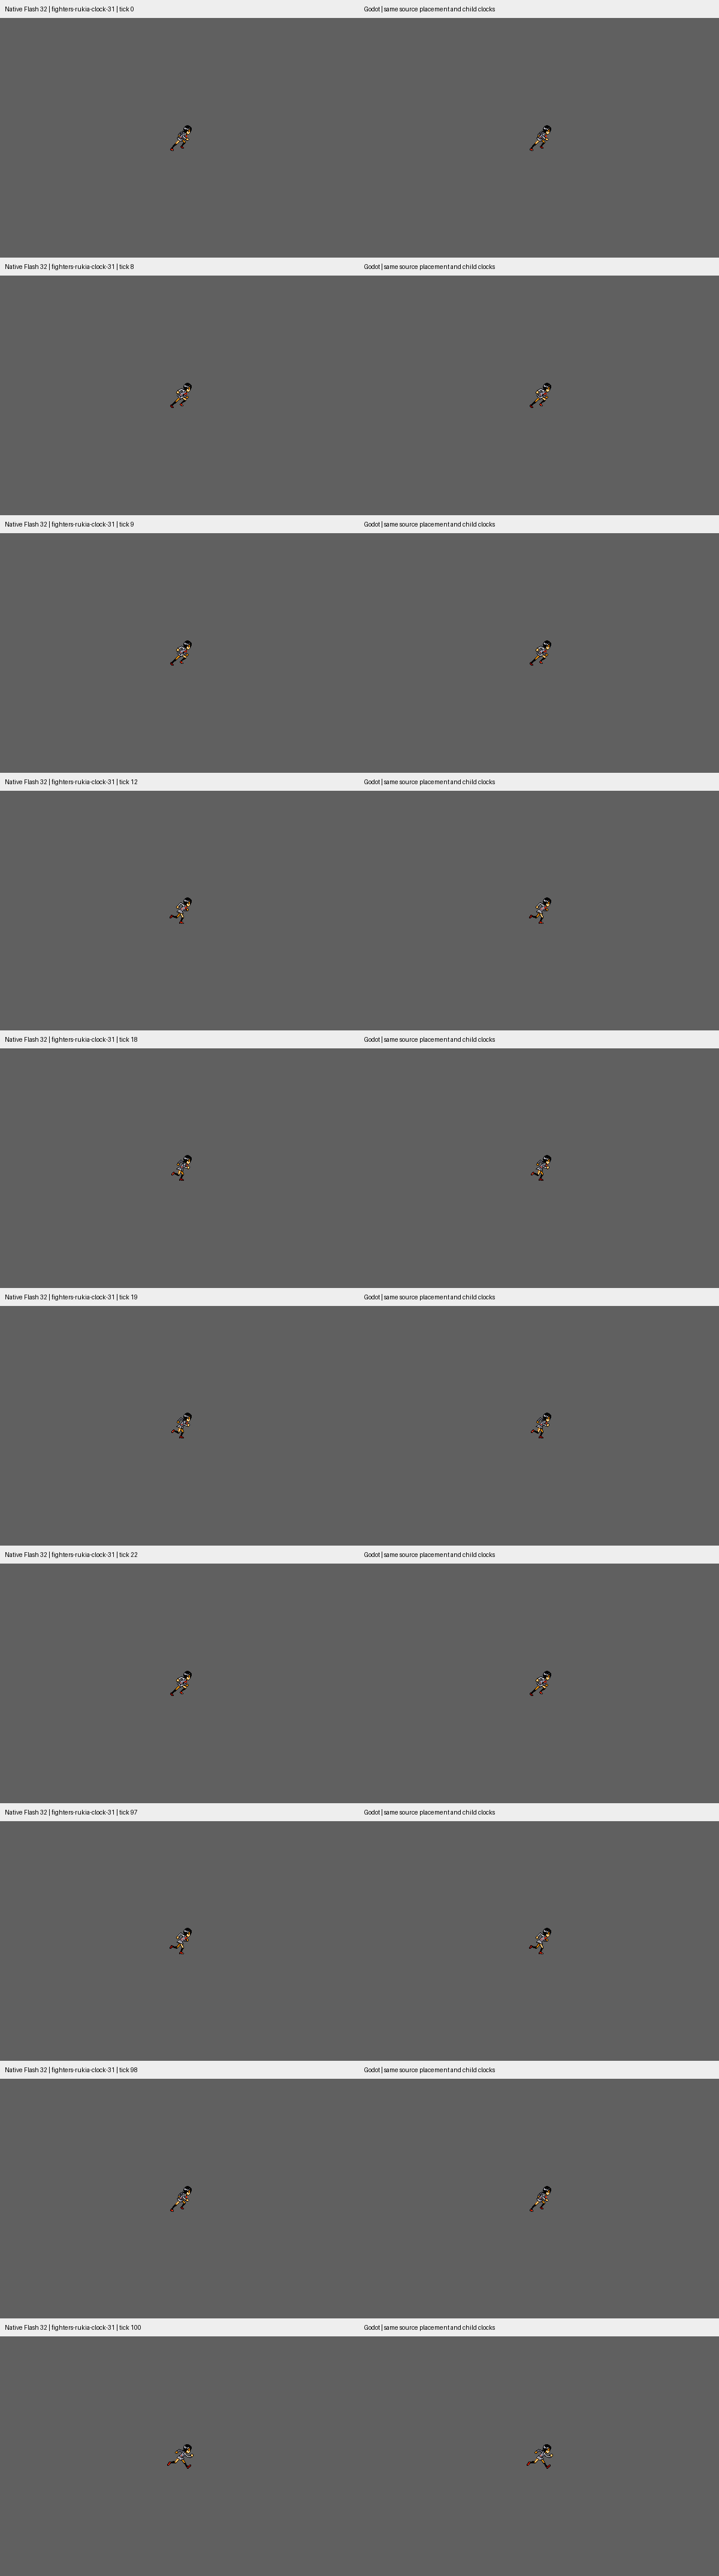 Native Flash 32 | fighters-rukia-clock-31 | tick 0
Godot | same source placement and child clocks
Native Flash 32 | fighters-rukia-clock-31 | tick 8
Godot | same source placement and child clocks
Native Flash 32 | fighters-rukia-clock-31 | tick 9
Godot | same source placement and child clocks
Native Flash 32 | fighters-rukia-clock-31 | tick 12
Godot | same source placement and child clocks
Native Flash 32 | fighters-rukia-clock-31 | tick 18
Godot | same source placement and child clocks
Native Flash 32 | fighters-rukia-clock-31 | tick 19
Godot | same source placement and child clocks
Native Flash 32 | fighters-rukia-clock-31 | tick 22
Godot | same source placement and child clocks
Native Flash 32 | fighters-rukia-clock-31 | tick 97
Godot | same source placement and child clocks
Native Flash 32 | fighters-rukia-clock-31 | tick 98
Godot | same source placement and child clocks
Native Flash 32 | fighters-rukia-clock-31 | tick 100
Godot | same source placement and child clocks